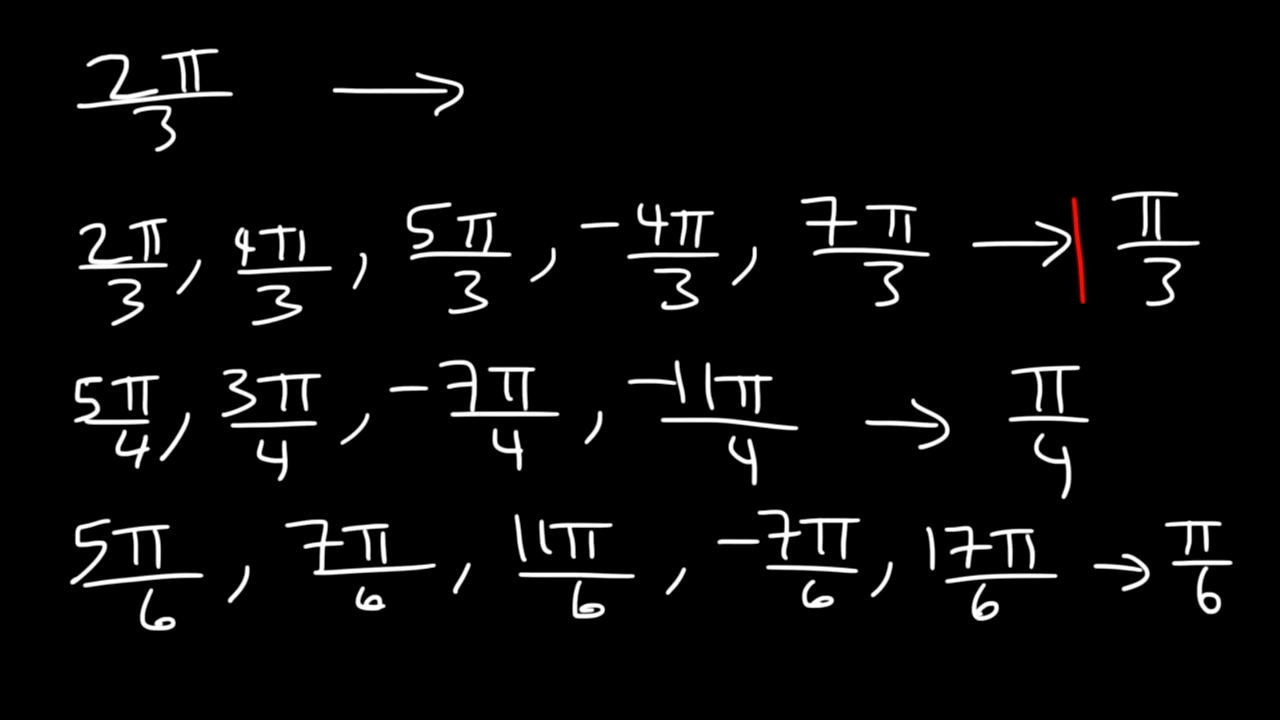 2π/3 →
2π/3, 4π/3, 5π/3, -4π/3, 7π/3 → π/3
5π/4, 3π/4, -7π/4, -11π/4 → π/4
5π/6, 7π/6, 11π/6, -7π/6, 17π/6 → π/6